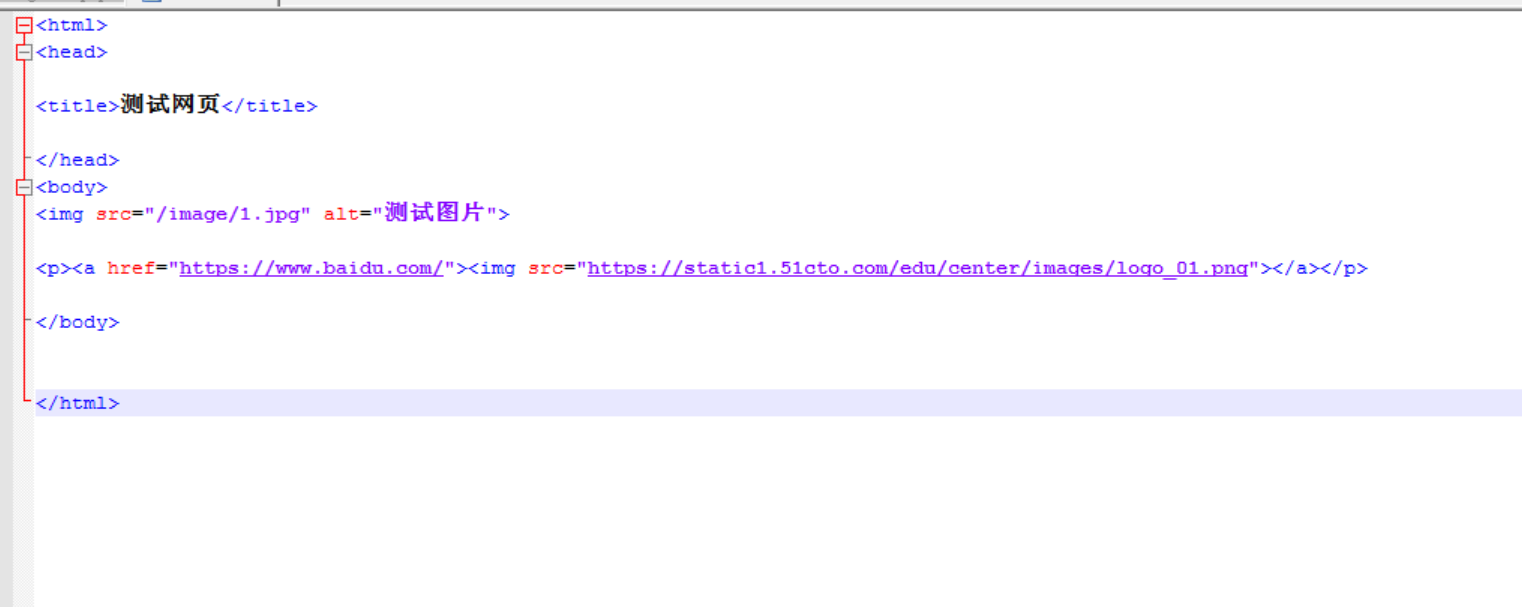 <html>
<head>
<title>测试网页</title>
</head>
<body>
<img src="/image/1.jpg" alt="测试图片">
<p><a href="https://www.baidu.com/"><img src="https://static1.51cto.com/edu/center/images/logo_01.png"></a></p>
</body>
</html>